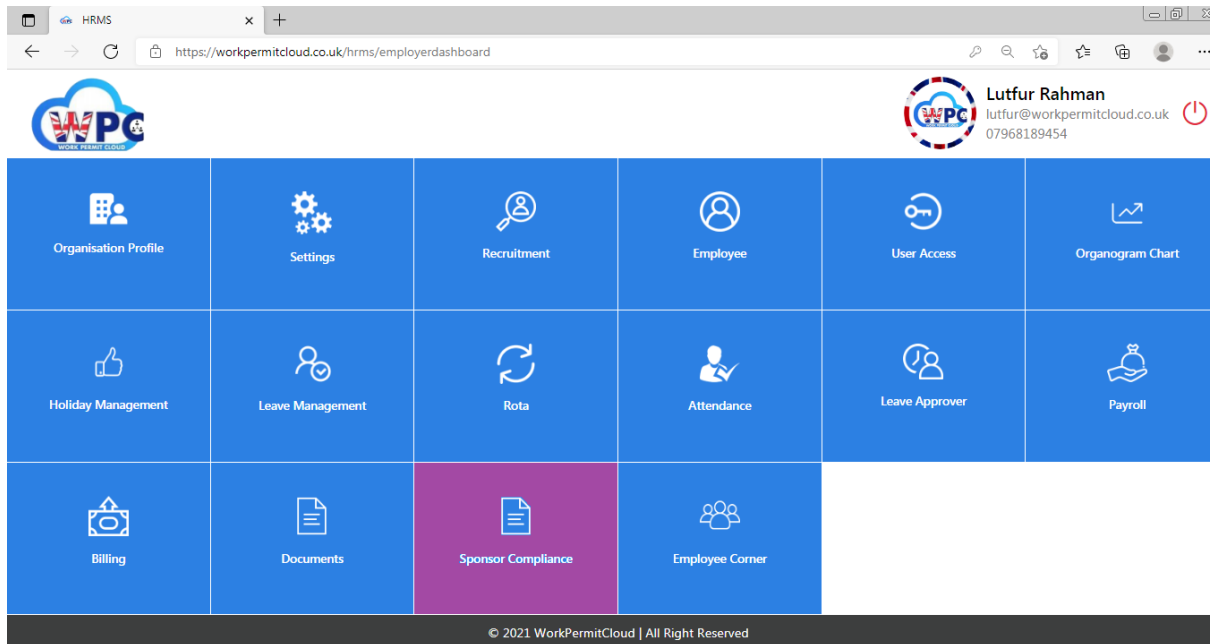 HRMS
https://workpermitcloud.co.uk/hrms/employerdashboard
WPC
WORK PERMIT CLOUD
WPC
Lutfur Rahman
lutfur@workpermitcloud.co.uk
07968189454
Organisation Profile
Settings
Recruitment
Employee
User Access
Organogram Chart
Holiday Management
Leave Management
Rota
Attendance
Leave Approver
Payroll
Billing
Documents
Sponsor Compliance
Employee Corner
© 2021 WorkPermitCloud | All Right Reserved